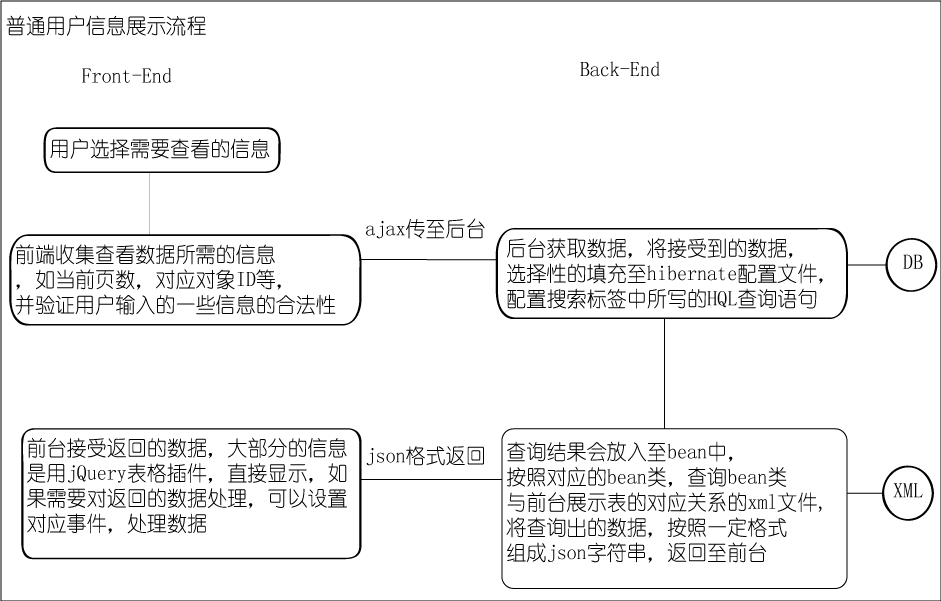 普通用户信息展示流程
Front-End
Back-End
用户选择需要查看的信息
前端收集查看数据所需的信息
，如当前页数，对应对象ID等，
并验证用户输入的一些信息的合法性
ajax传至后台
后台获取数据，将接受到的数据，
选择性的填充至hibernate配置文件，
配置搜索标签中所写的HQL查询语句
DB
前台接受返回的数据，大部分的信息
是用jQuery表格插件，直接显示，如
果需要对返回的数据处理，可以设置
对应事件，处理数据
json格式返回
查询结果会放入至bean中，
按照对应的bean类，查询bean类
与前台展示表的对应关系的xml文件，
将查询出的数据，按照一定格式
组成json字符串，返回至前台
XML